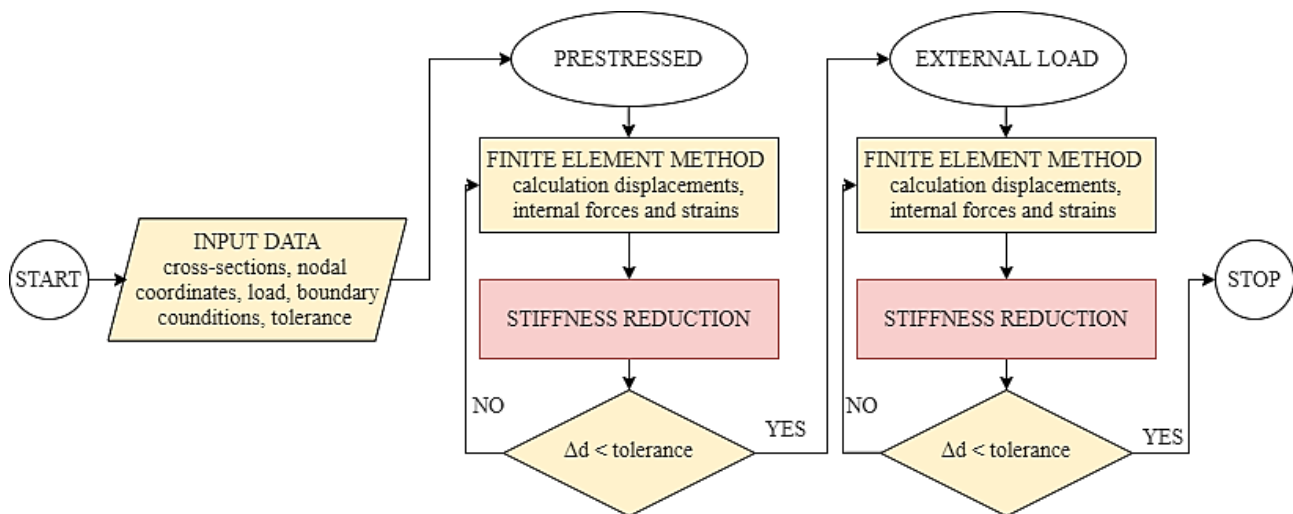 START
INPUT DATA
cross-sections, nodal
coordinates, load, boundary
counditions, tolerance
PRESTRESSED
FINITE ELEMENT METHOD
calculation displacements,
internal forces and strains
STIFFNESS REDUCTION
NO
Δd < tolerance
YES
EXTERNAL LOAD
FINITE ELEMENT METHOD
calculation displacements,
internal forces and strains
STIFFNESS REDUCTION
NO
Δd < tolerance
YES
STOP